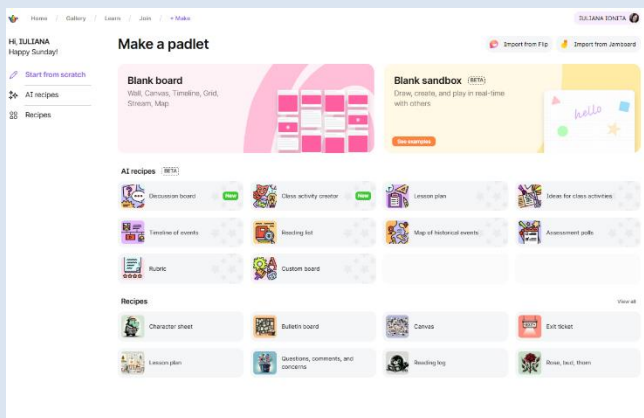 Home / Gallery / Learn / Join / + Make
IULIANA IONITA
Hi, IULIANA
Happy Sunday!
Start from scratch
AI recipes
Recipes
Make a padlet
Import from Flip
Import from Jamboard
Blank board
Wall, Canvas, Timeline, Grid,
Stream, Map
Blank sandbox BETA
Draw, create, and play in real-time
with others
See examples
hello
AI recipes BETA
Discussion board New
Class activity creator New
Lesson plan
Ideas for class activities
Timeline of events
Reading list
Map of historical events
Assessment polls
Rubric
Custom board
Recipes
View all
Character sheet
Bulletin board
Canvas
Exit ticket
Lesson plan
Questions, comments, and
concerns
Reading log
Rose, bud, thorn